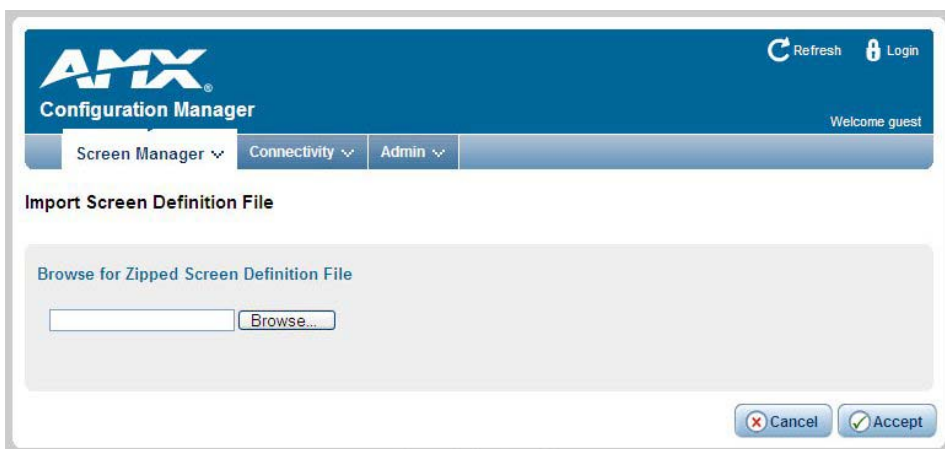 AMX®
Refresh Login
Configuration Manager
Welcome guest
Screen Manager Connectivity Admin
Import Screen Definition File
Browse for Zipped Screen Definition File
Browse...
Cancel Accept